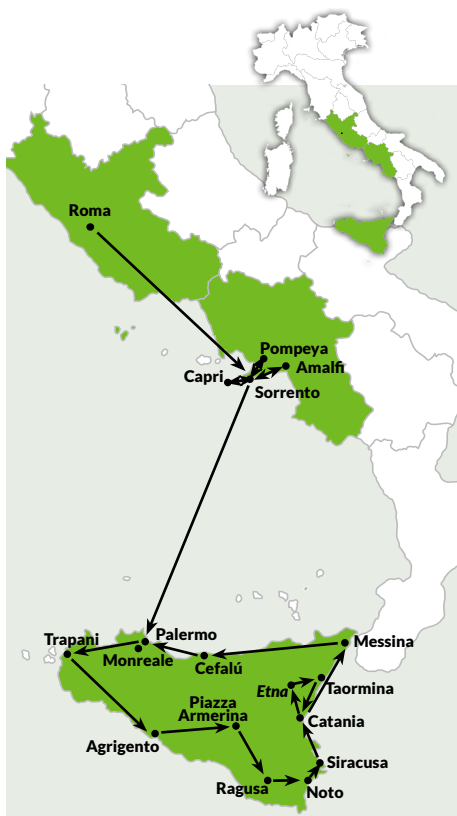 Roma
Pompeya
Amalfi
Capri
Sorrento
Palermo
Trapani
Monreale
Cefalú
Messina
Etna
Taormina
Piazza
Armerina
Catania
Agrigento
Siracusa
Ragusa
Noto